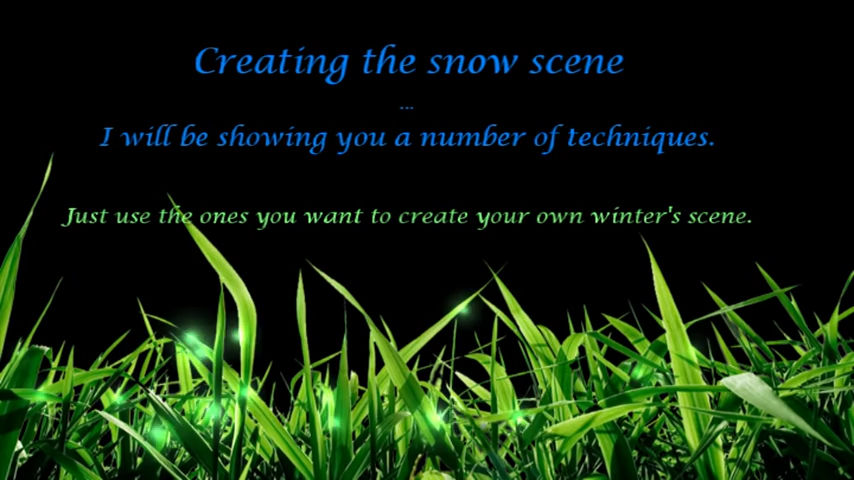 Creating the snow scene
...
I will be showing you a number of techniques.
Just use the ones you want to create your own winter's scene.